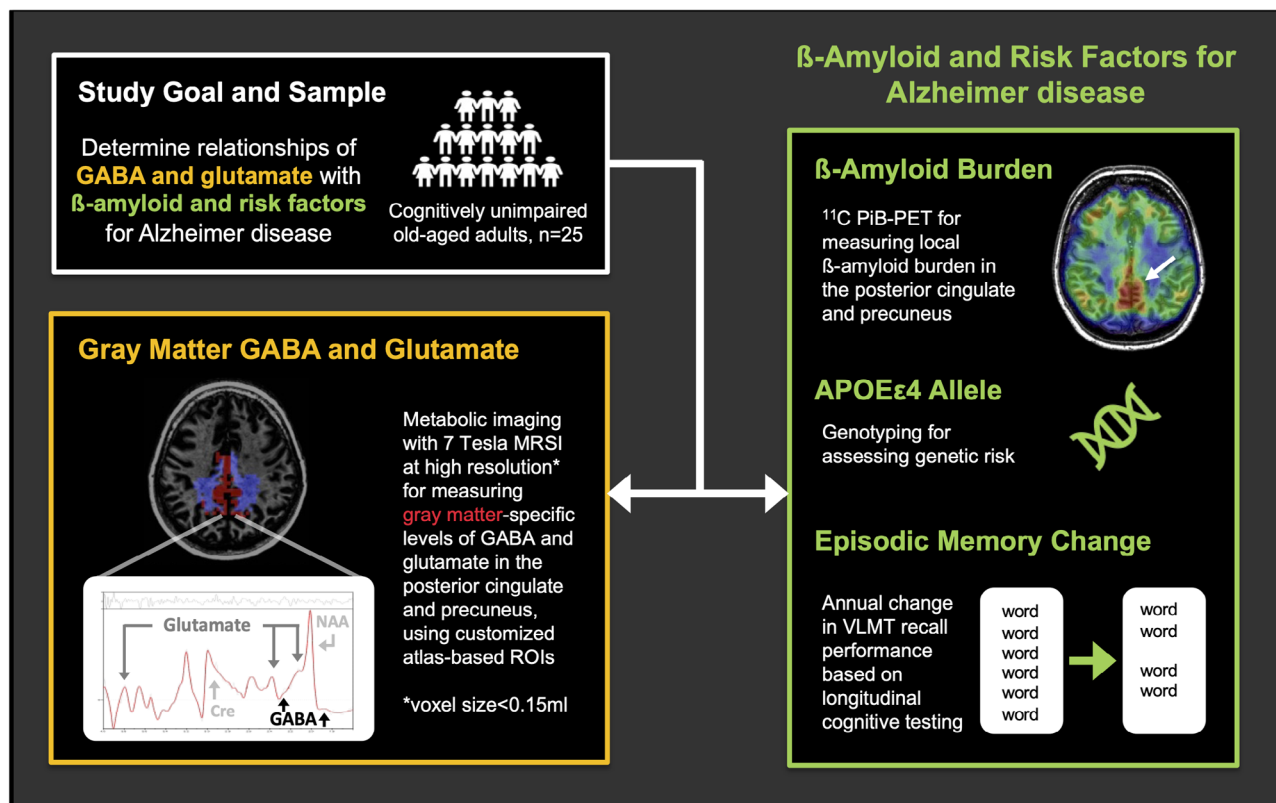 Study Goal and Sample
Determine relationships of
GABA and glutamate with
ß-amyloid and risk factors
for Alzheimer disease
Cognitively unimpaired
old-aged adults, n=25
Gray Matter GABA and Glutamate
Metabolic imaging
with 7 Tesla MRSI
at high resolution*
for measuring
gray matter-specific
levels of GABA and
glutamate in the
posterior cingulate
and precuneus,
using customized
atlas-based ROIs
*voxel size<0.15ml
Glutamate
NAA
Cre
GABA
ß-Amyloid and Risk Factors for
Alzheimer disease
ß-Amyloid Burden
¹¹C PiB-PET for
measuring local
ß-amyloid burden in
the posterior cingulate
and precuneus
APOEε4 Allele
Genotyping for
assessing genetic risk
Episodic Memory Change
Annual change
in VLMT recall
performance
based on
longitudinal
cognitive testing
word
word
word
word
word
word
word
word
word
word